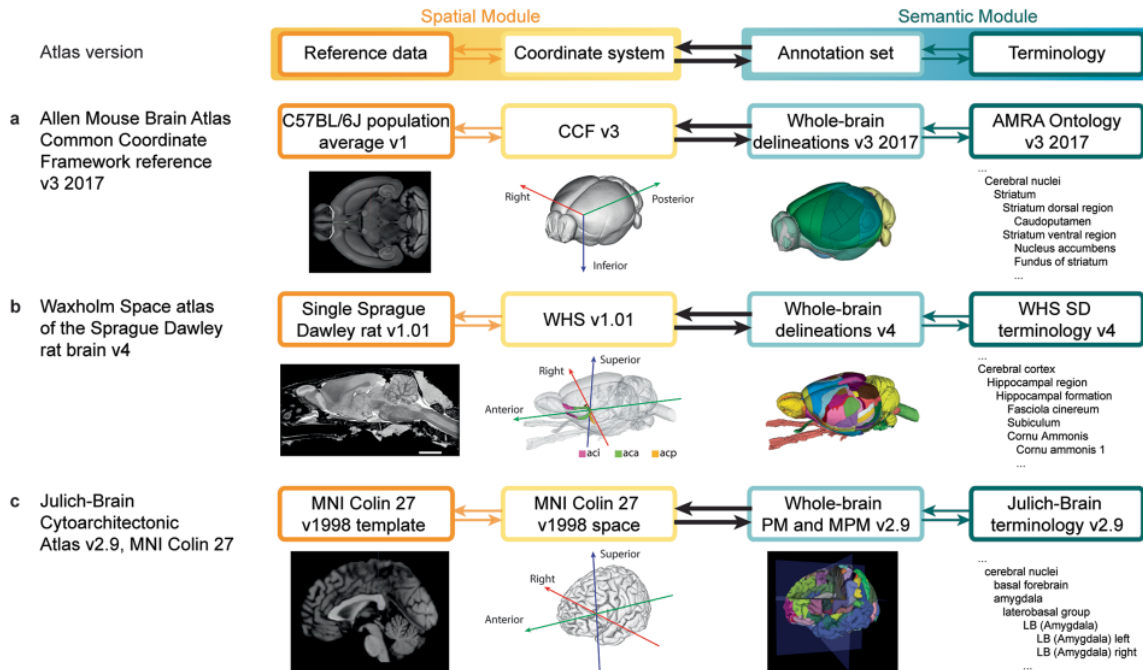 Spatial Module
Semantic Module
Atlas version
Reference data
Coordinate system
Annotation set
Terminology
a
Allen Mouse Brain Atlas
Common Coordinate
Framework reference
v3 2017
C57BL/6J population
average v1
CCF v3
Whole-brain
delineations v3 2017
AMRA Ontology
v3 2017
Right
Posterior
Inferior
...
Cerebral nuclei
Striatum
Striatum dorsal region
Caudoputamen
Striatum ventral region
Nucleus accumbens
Fundus of striatum
...
b
Waxholm Space atlas
of the Sprague Dawley
rat brain v4
Single Sprague
Dawley rat v1.01
WHS v1.01
Whole-brain
delineations v4
WHS SD
terminology v4
Superior
Right
Anterior
aci
aca
acp
...
Cerebral cortex
Hippocampal region
Hippocampal formation
Fasciola cinereum
Subiculum
Cornu Ammonis
Cornu ammonis 1
...
c
Julich-Brain
Cytoarchitectonic
Atlas v2.9, MNI Colin 27
MNI Colin 27
v1998 template
MNI Colin 27
v1998 space
Whole-brain
PM and MPM v2.9
Julich-Brain
terminology v2.9
Superior
Right
Anterior
...
cerebral nuclei
basal forebrain
amygdala
laterobasal group
LB (Amygdala)
LB (Amygdala) left
LB (Amygdala) right
...